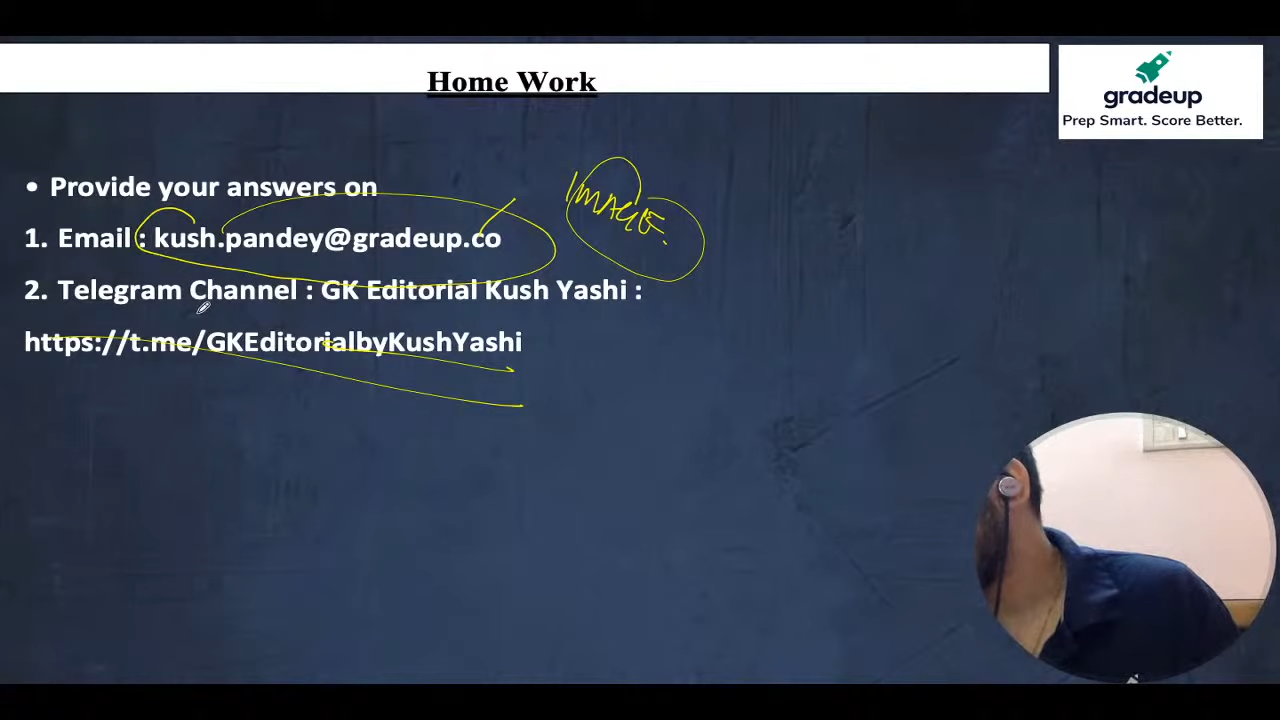 Home Work
gradeup
Prep Smart. Score Better.
• Provide your answers on
IMAGE.
1. Email : kush.pandey@gradeup.co
2. Telegram Channel : GK Editorial Kush Yashi :
https://t.me/GKEditorialbyKushYashi